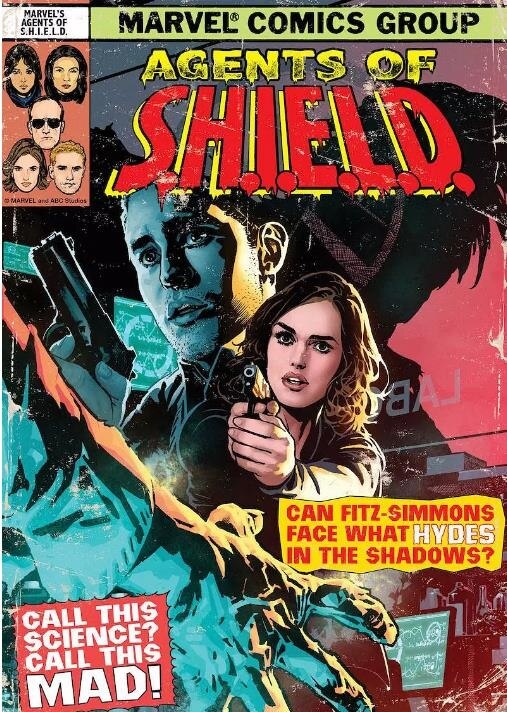 MARVEL'S
AGENTS OF
S.H.I.E.L.D.
MARVEL® COMICS GROUP
AGENTS OF
S.H.I.E.L.D.
© MARVEL and ABC Studios
LAB
CAN FITZ-SIMMONS
FACE WHAT HYDES
IN THE SHADOWS?
CALL THIS
SCIENCE?
CALL THIS
MAD!